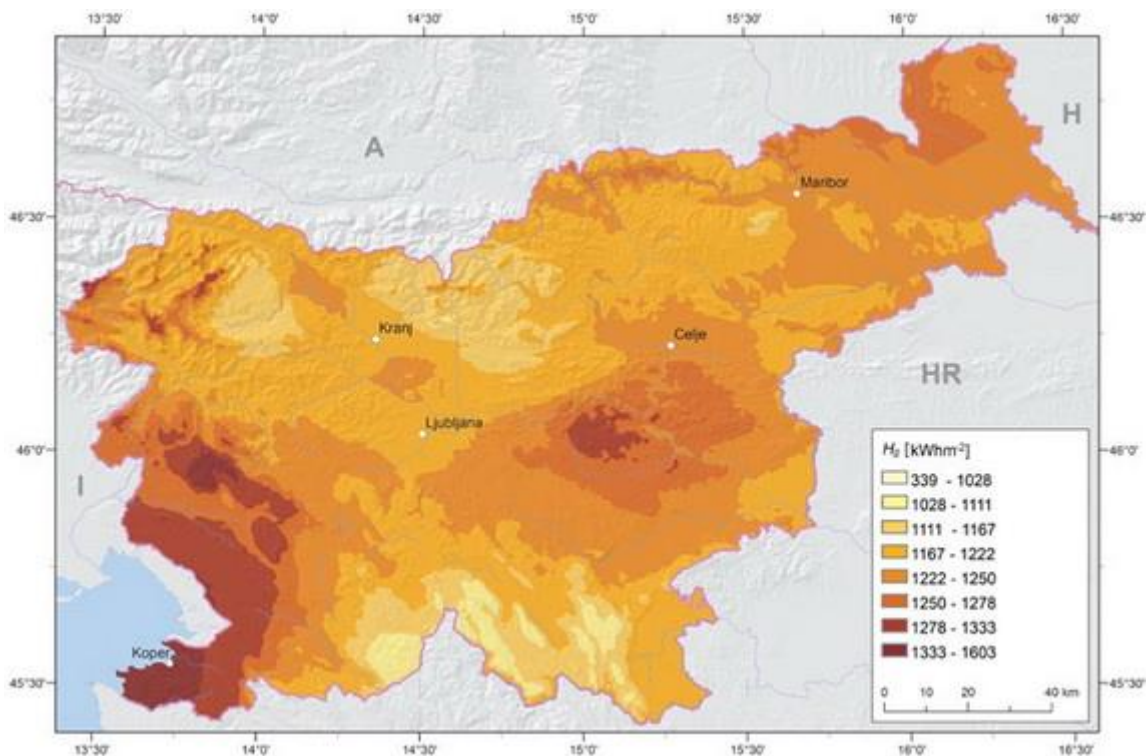 13°30' 14°0' 14°30' 15°0' 15°30' 16°0' 16°30'
H
A
Maribor
46°30' 46°30'
Kranj
Celje
HR
Ljubljana
46°0' 46°0'
I
Hg [kWhm-2]
339 - 1028
1028 - 1111
1111 - 1167
1167 - 1222
1222 - 1250
1250 - 1278
1278 - 1333
1333 - 1603
Koper
0 10 20 40 km
45°30' 45°30'
13°30' 14°0' 14°30' 15°0' 15°30' 16°0' 16°30'